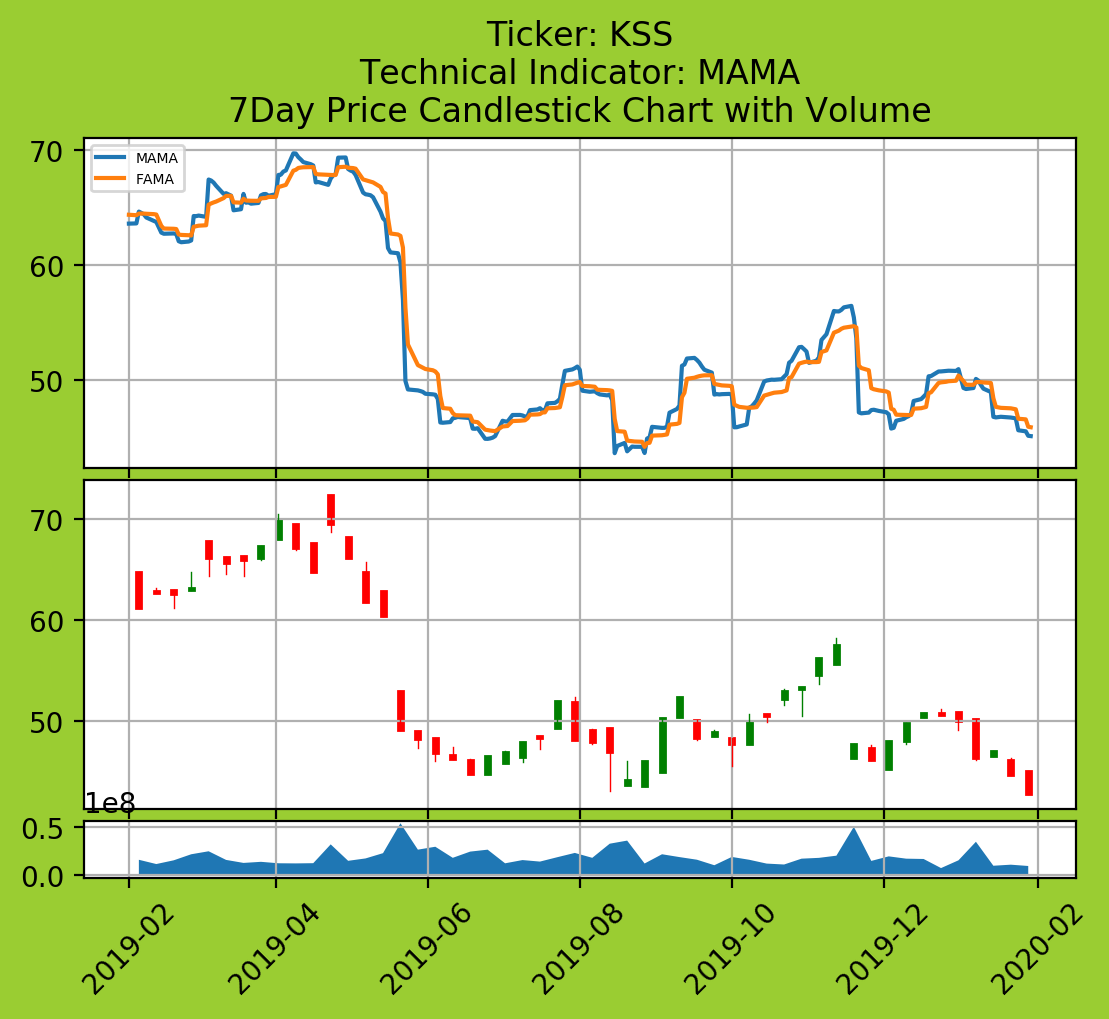 Ticker: KSS
Technical Indicator: MAMA
7Day Price Candlestick Chart with Volume
MAMA
FAMA
70
60
50
70
60
50
1e8
0.5
0.0
2019-02
2019-04
2019-06
2019-08
2019-10
2019-12
2020-02